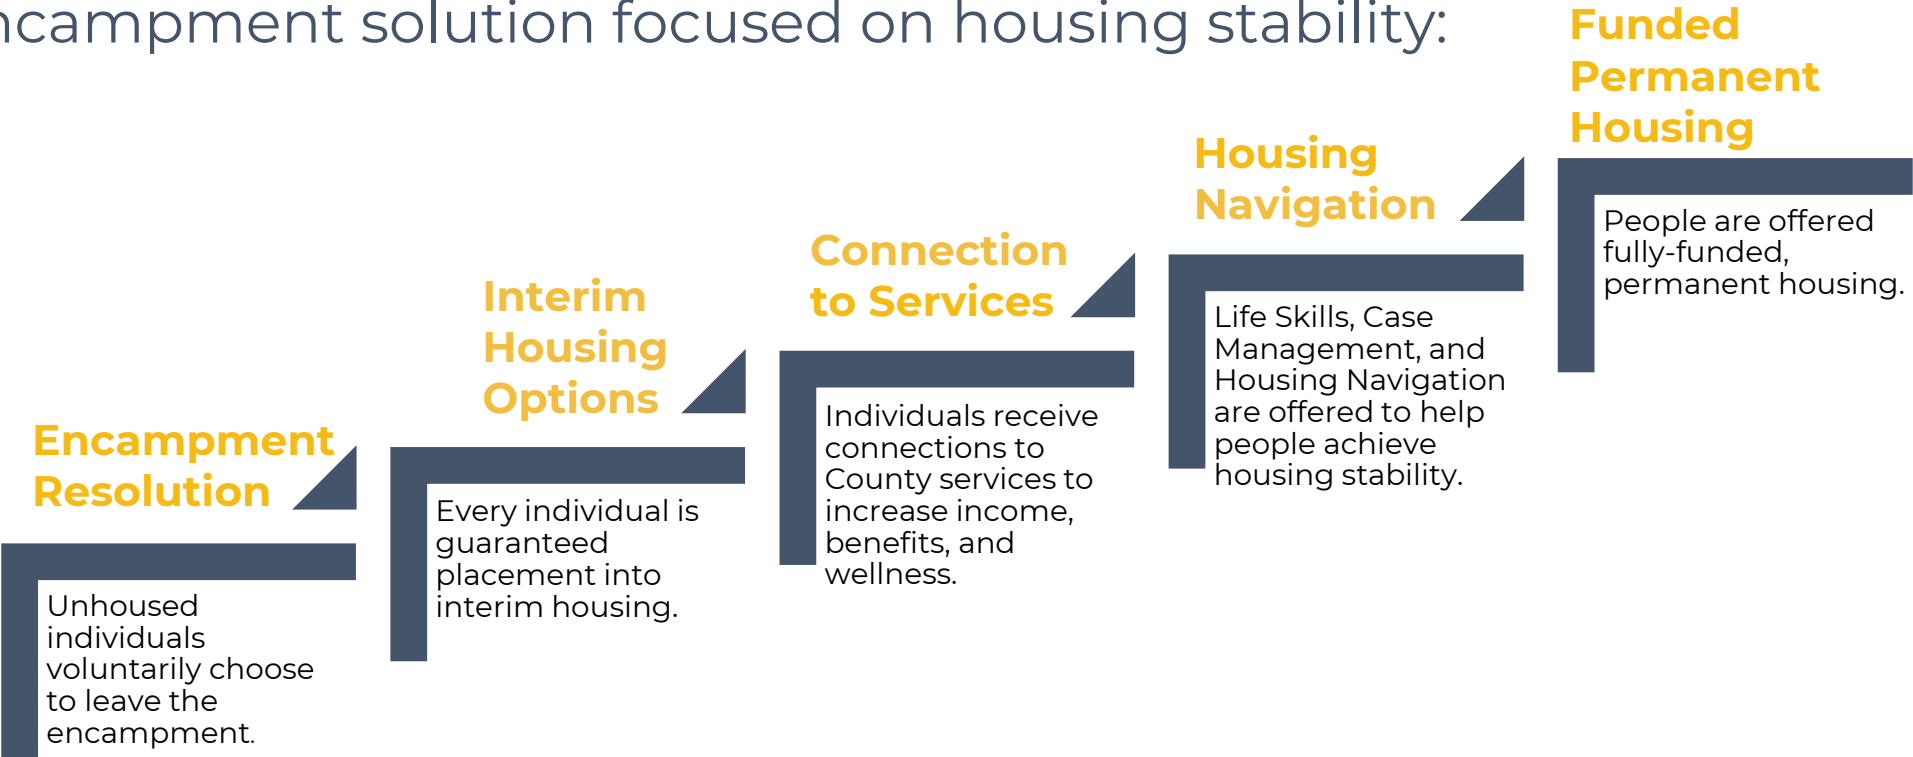 ncampment solution focused on housing stability:
Encampment
Resolution
Unhoused
individuals
voluntarily choose
to leave the
encampment.
Interim
Housing
Options
Every individual is
guaranteed
placement into
interim housing.
Connection
to Services
Individuals receive
connections to
County services to
increase income,
benefits, and
wellness.
Housing
Navigation
Life Skills, Case
Management, and
Housing Navigation
are offered to help
people achieve
housing stability.
Funded
Permanent
Housing
People are offered
fully-funded,
permanent housing.